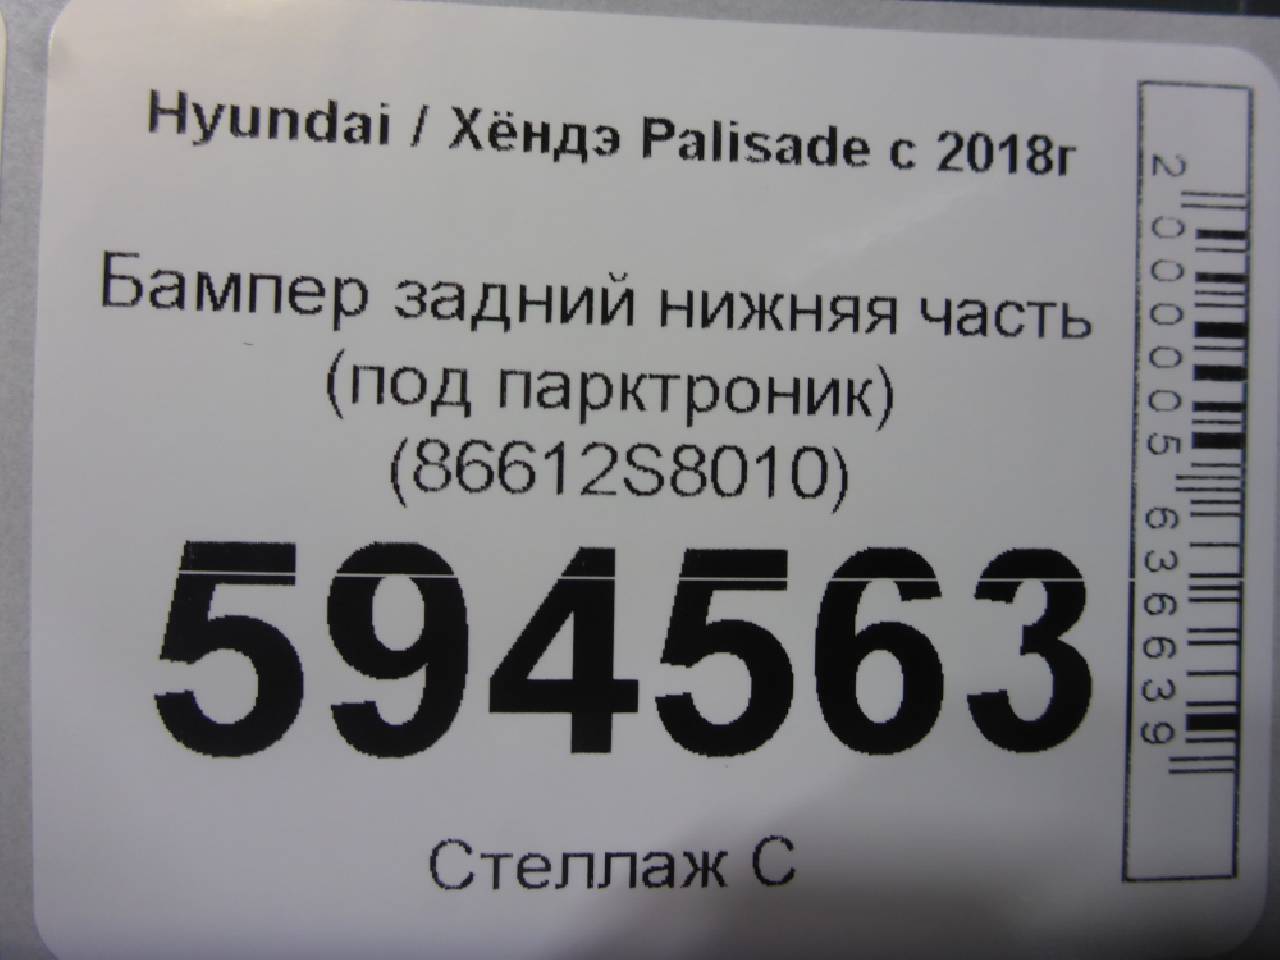 Hyundai / Хёндэ Palisade с 2018г
Бампер задний нижняя часть
(под парктроник)
(86612S8010)
594563
Стеллаж С
2000005636639